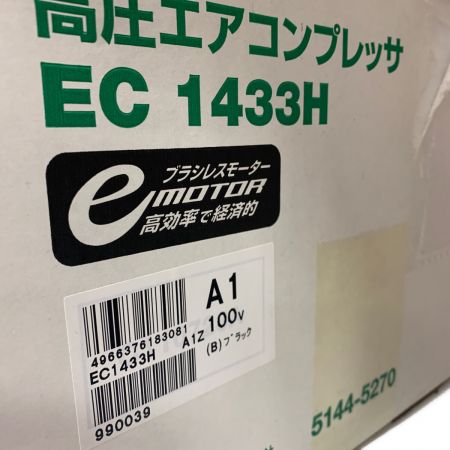 高圧エアコンプレッサ
EC 1433H
ブラシレスモーター
e MOTOR
高効率で経済的
A1
4966376183081
EC1433H A1Z 100V
(B)ブラック
990039
5144-5270